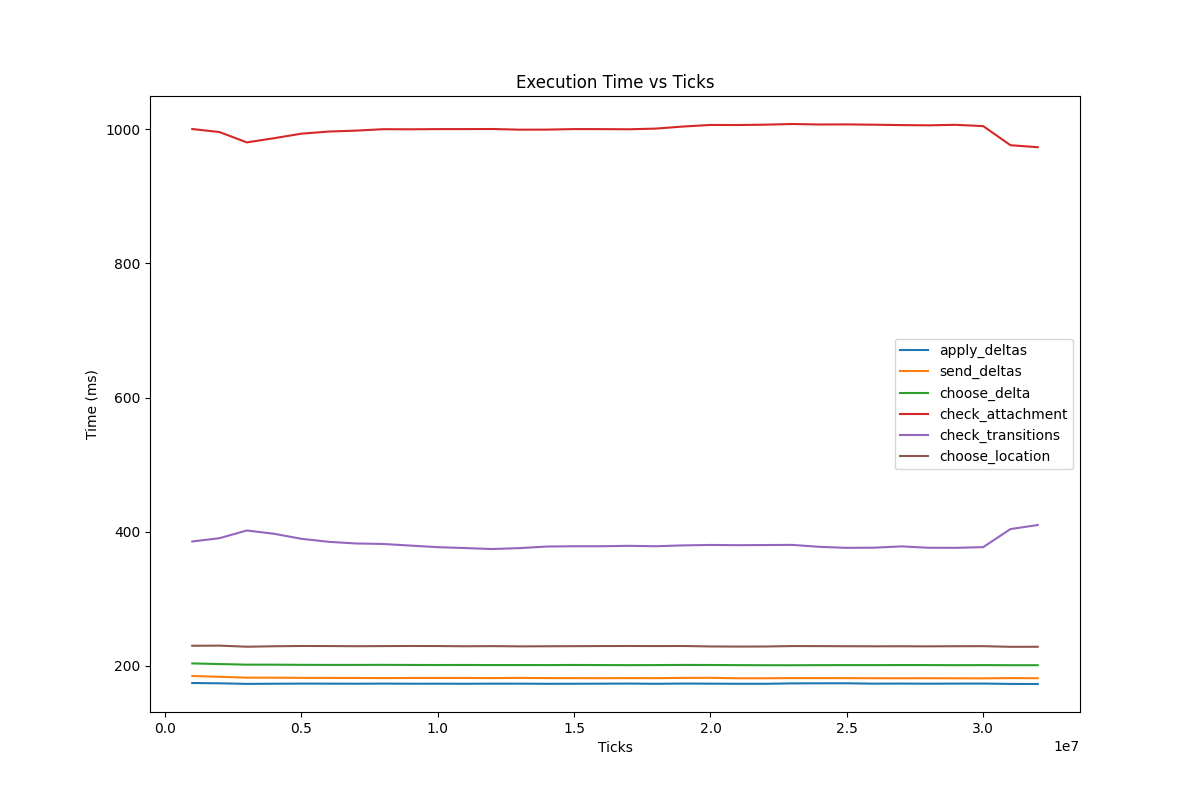 Execution Time vs Ticks
1000
800
600
400
200
Time (ms)
apply_deltas
send_deltas
choose_delta
check_attachment
check_transitions
choose_location
0.0 0.5 1.0 1.5 2.0 2.5 3.0
Ticks
1e7